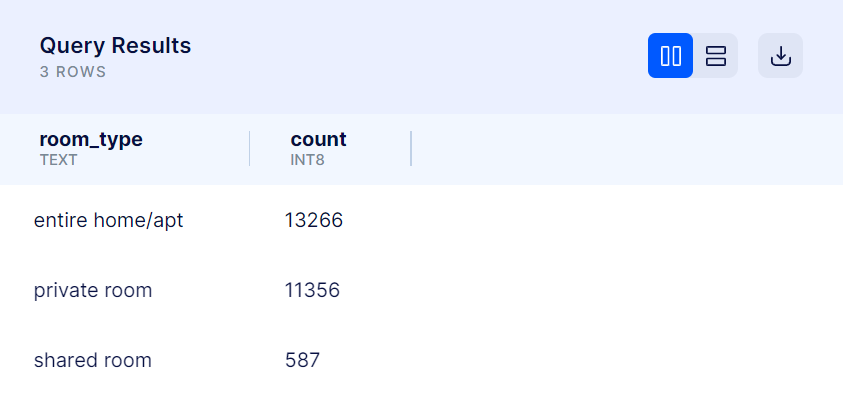 Query Results
3 ROWS
room_type count
TEXT INT8
entire home/apt 13266
private room 11356
shared room 587